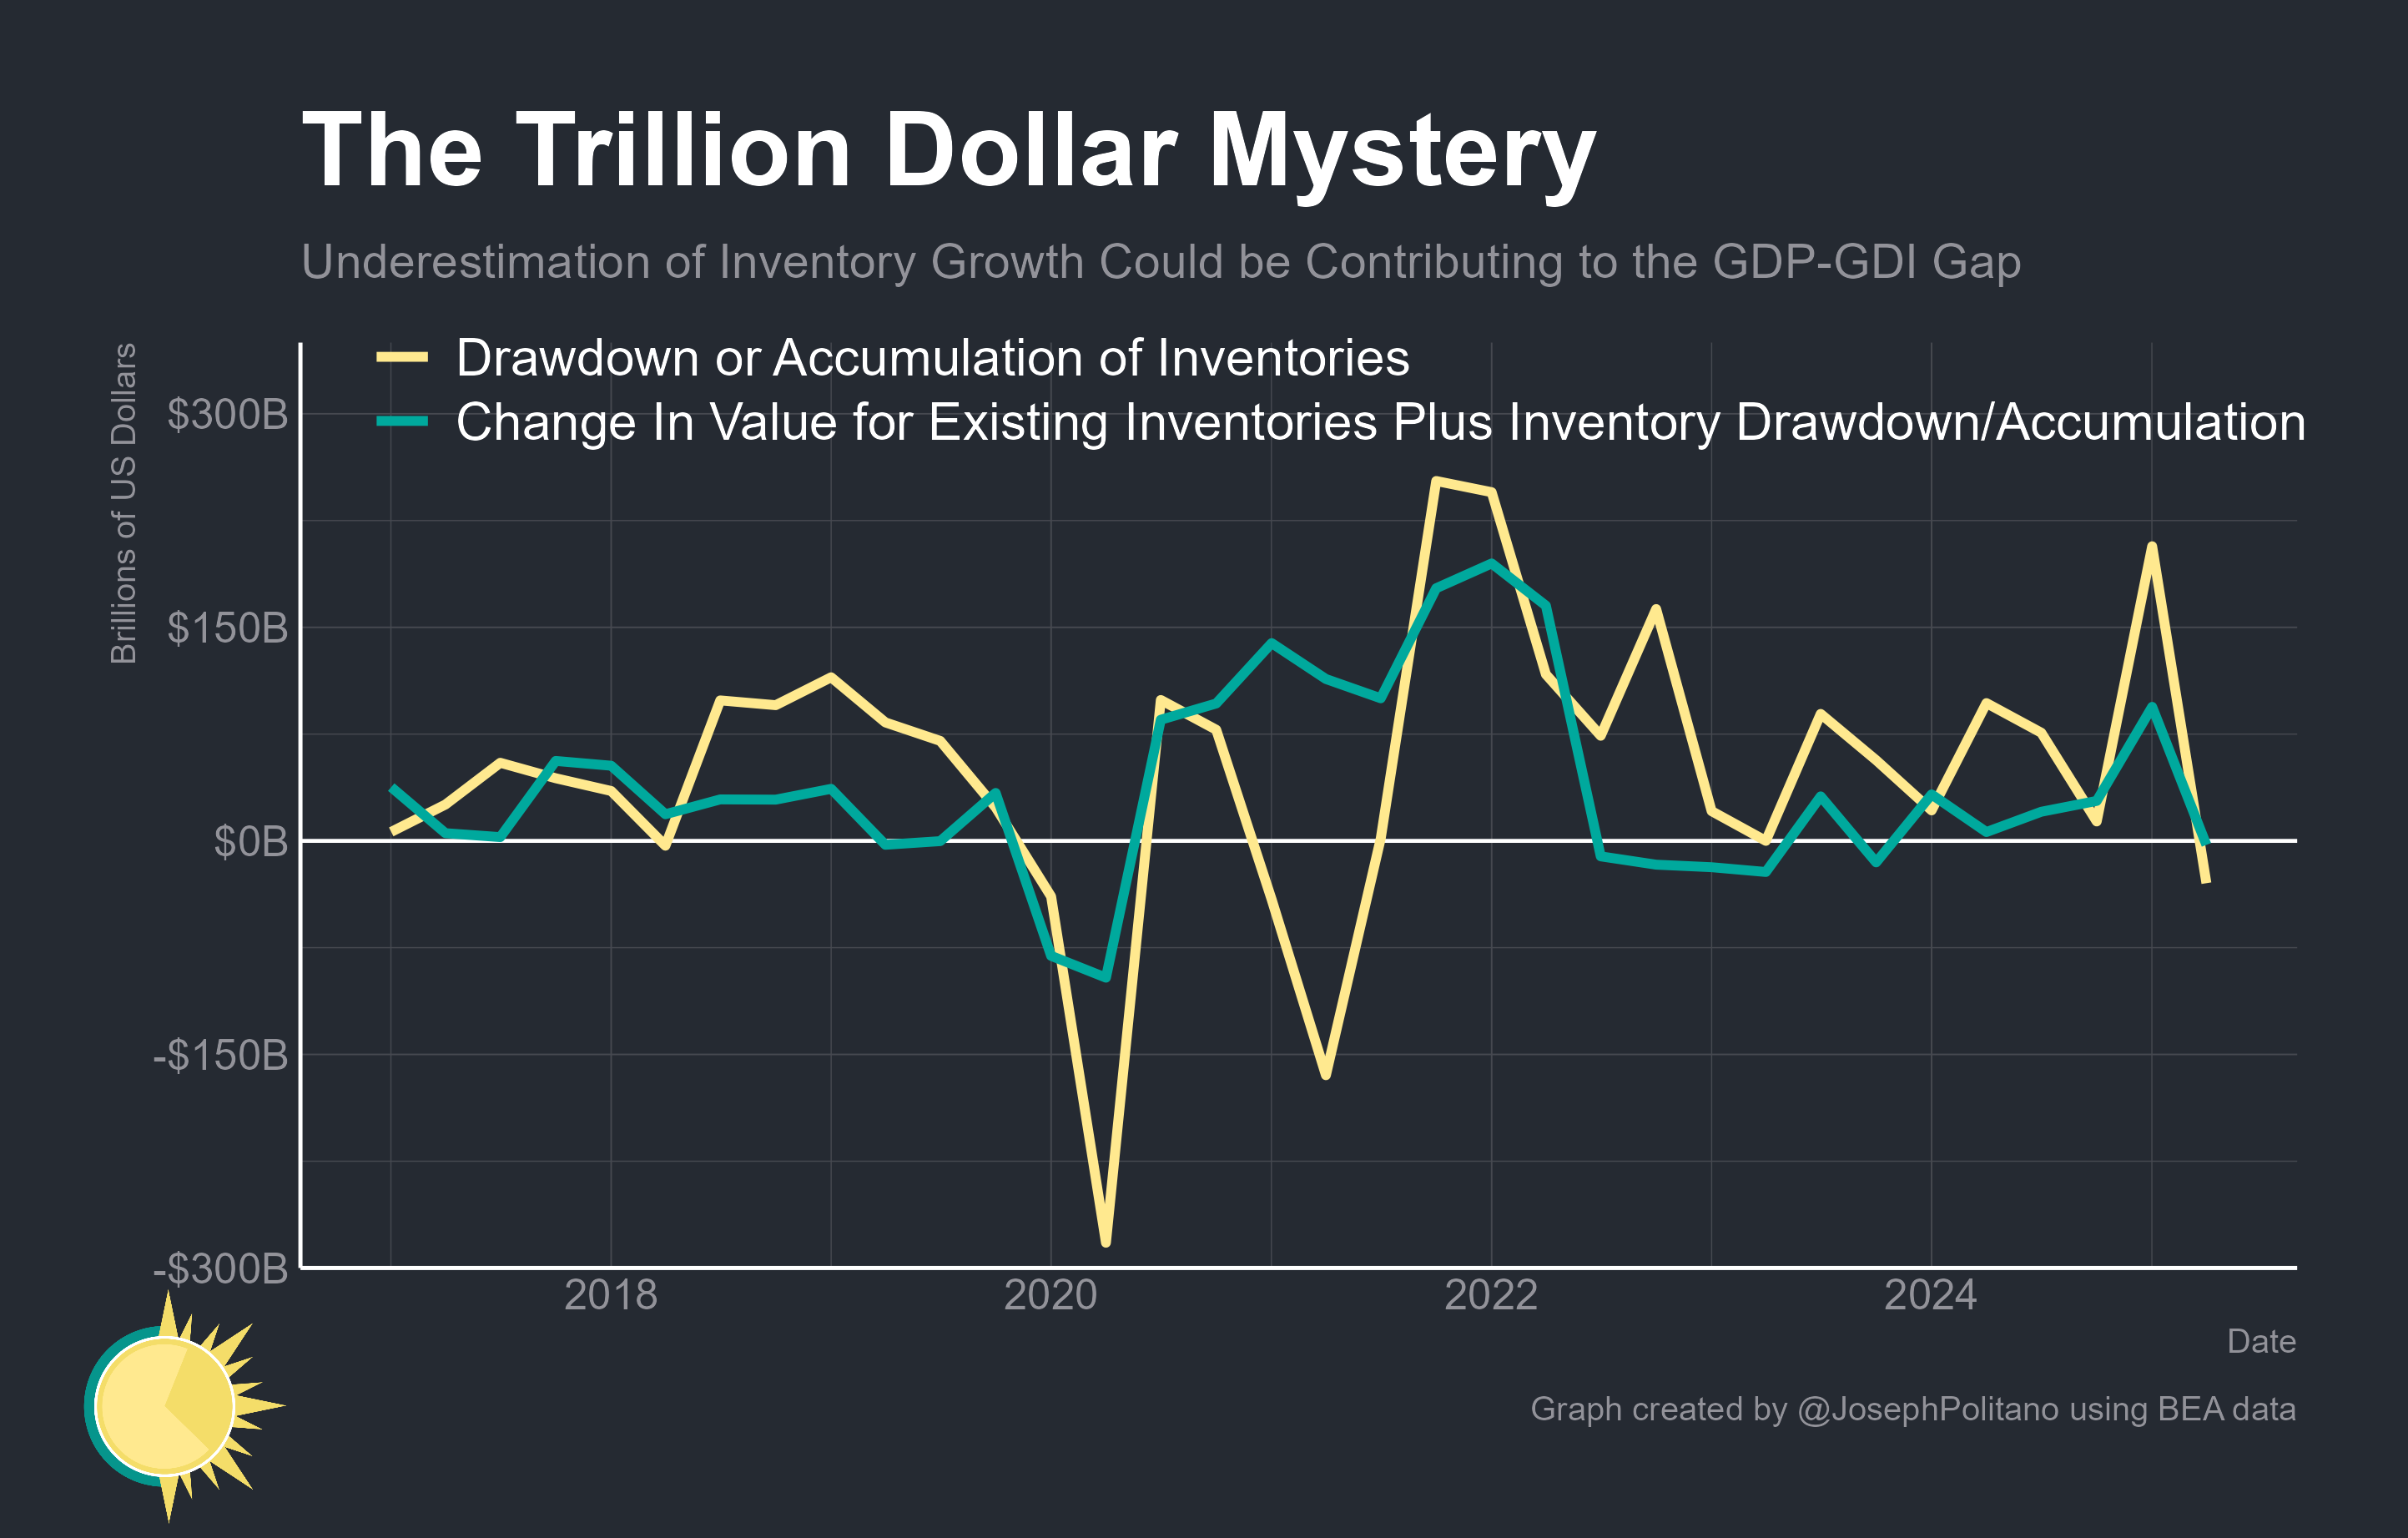 The Trillion Dollar Mystery
Underestimation of Inventory Growth Could be Contributing to the GDP-GDI Gap
Brillions of US Dollars
Drawdown or Accumulation of Inventories
Change In Value for Existing Inventories Plus Inventory Drawdown/Accumulation
$300B
$150B
$0B
-$150B
-$300B
2018 2020 2022 2024
Date
Graph created by @JosephPolitano using BEA data